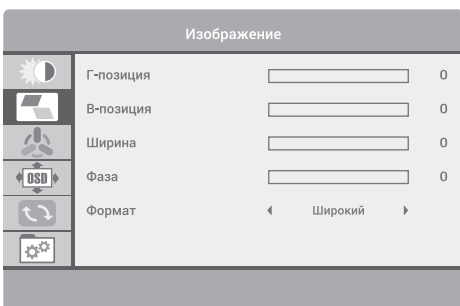 Изображение
Г-позиция 0
В-позиция 0
Ширина 0
Фаза 0
OSD
Формат Широкий